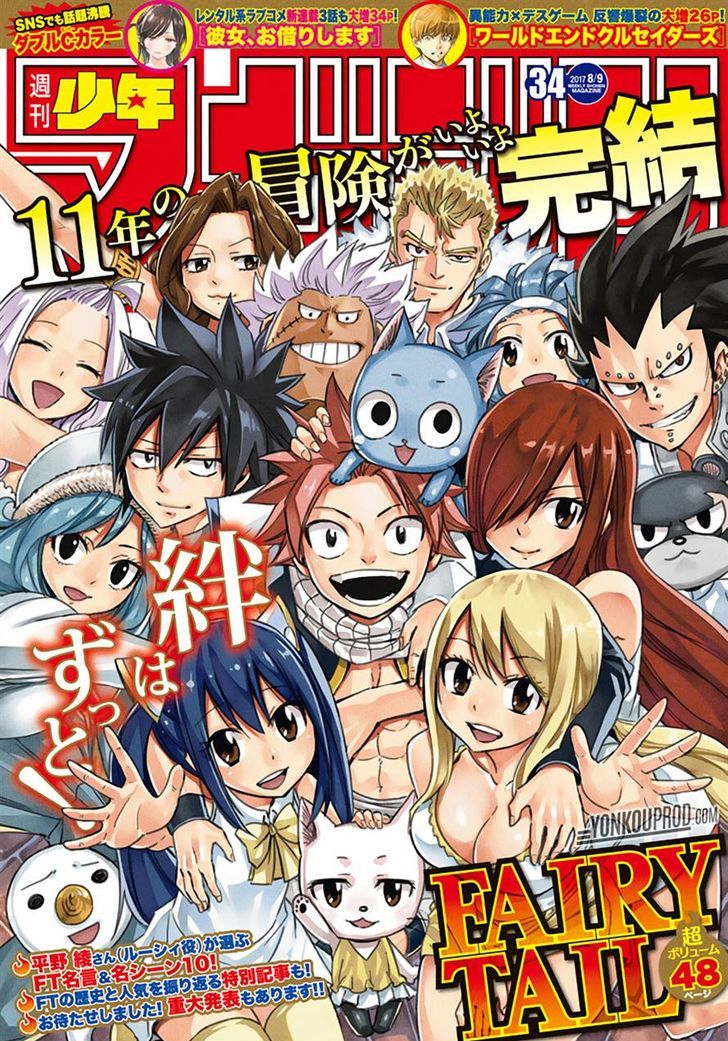 SNSでも話題沸騰
ダブルCカラー
レンタル系ラブコメ新連載3話も大増34P!
[彼女、お借りします]
異能力×デスゲーム 反響爆裂の大増26P
[ワールドエンドクルセイダーズ]
週刊
少年
マガジン
34
2017 8/9
WEEKLY SHONEN
MAGAZINE
11年の冒険がいよいよ
完結
絆は
ずっと!
YONKOUPROD.COM
FAIRY
TAIL
超
ボリューム
48
ページ
平野 綾さん(ルーシィ役)が選ぶ
FT名言&名シーン10!
FTの歴史と人気を振り返る特別記事も!
お待たせしました!重大発表もあります!!